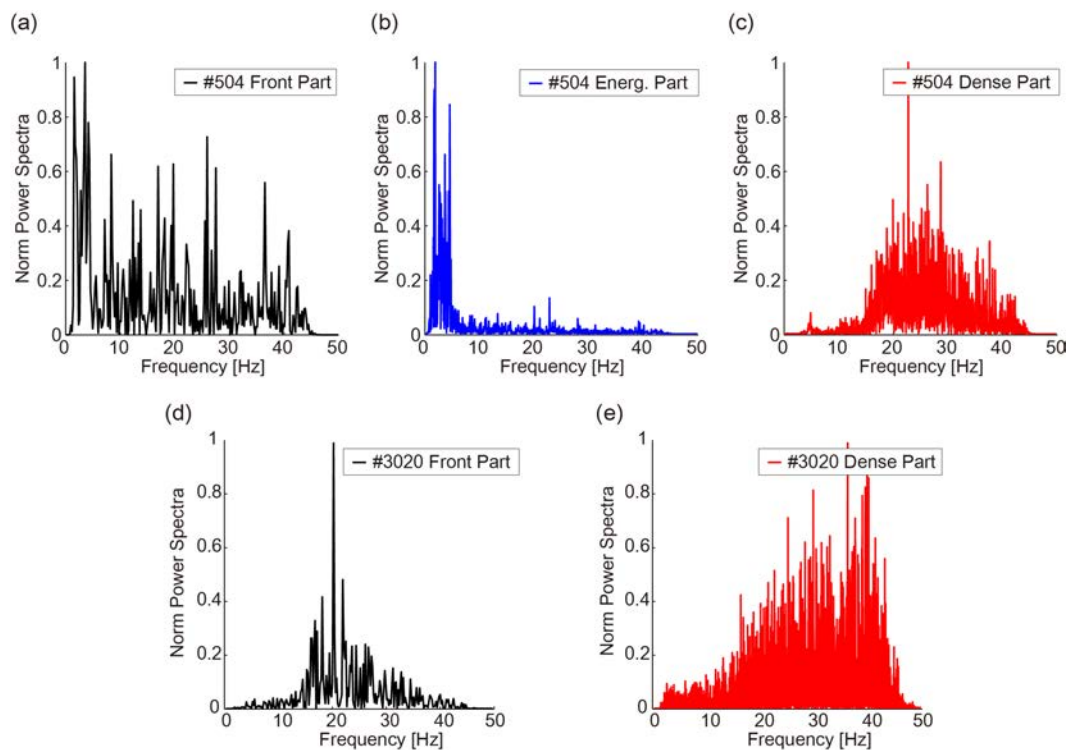 (a)
(b)
(c)
1
0.8
0.6
0.4
0.2
0
Norm Power Spectra
#504 Front Part
0 10 20 30 40 50
Frequency [Hz]
1
0.8
0.6
0.4
0.2
0
Norm Power Spectra
#504 Energ. Part
0 10 20 30 40 50
Frequency [Hz]
1
0.8
0.6
0.4
0.2
0
Norm Power Spectra
#504 Dense Part
0 10 20 30 40 50
Frequency [Hz]
(d)
(e)
1
0.8
0.6
0.4
0.2
0
Norm Power Spectra
#3020 Front Part
0 10 20 30 40 50
Frequency [Hz]
1
0.8
0.6
0.4
0.2
0
Norm Power Spectra
#3020 Dense Part
0 10 20 30 40 50
Frequency [Hz]